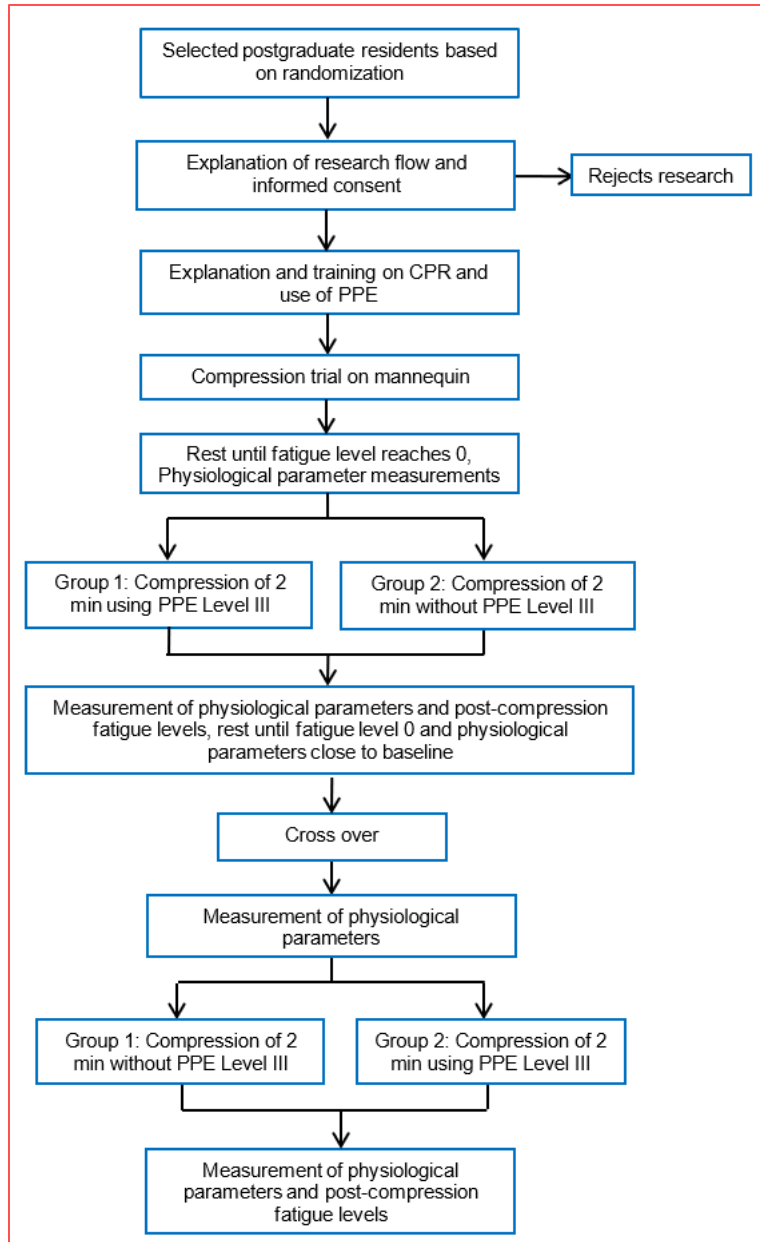 Selected postgraduate residents based on
randomization
Explanation of research flow and
informed consent
Rejects research
Explanation and training on CPR and
use of PPE
Compression trial on mannequin
Rest until fatigue level reaches 0,
Physiological parameter measurements
Group 1: Compression of 2
min using PPE Level III
Group 2: Compression of 2
min without PPE Level III
Measurement of physiological parameters and post-compression
fatigue levels, rest until fatigue level 0 and physiological
parameters close to baseline
Cross over
Measurement of physiological
parameters
Group 1: Compression of 2
min without PPE Level III
Group 2: Compression of 2
min using PPE Level III
Measurement of physiological
parameters and post-compression
fatigue levels